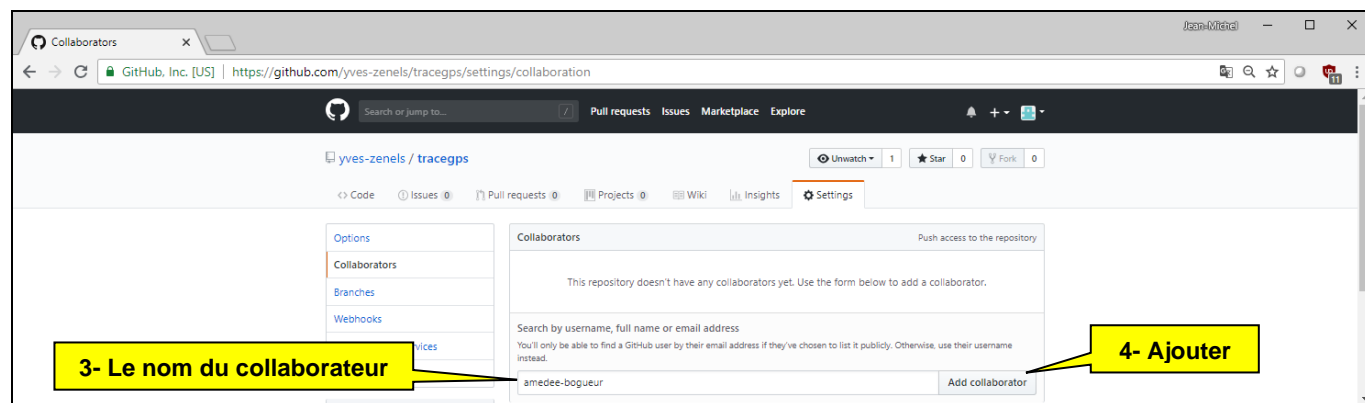 Jean-Michel
Collaborators
GitHub, Inc. [US] | https://github.com/yves-zenels/tracegps/settings/collaboration
11
Search or jump to...
/
Pull requests Issues Marketplace Explore
yves-zenels / tracegps
Unwatch 1 Star 0 Fork 0
Code Issues 0 Pull requests 0 Projects 0 Wiki Insights Settings
Options
Collaborators
Branches
Webhooks
vices
Collaborators Push access to the repository
This repository doesn't have any collaborators yet. Use the form below to add a collaborator.
Search by username, full name or email address
You'll only be able to find a GitHub user by their email address if they've chosen to list it publicly. Otherwise, use their username
instead.
amedee-bogueur Add collaborator
3- Le nom du collaborateur
4- Ajouter